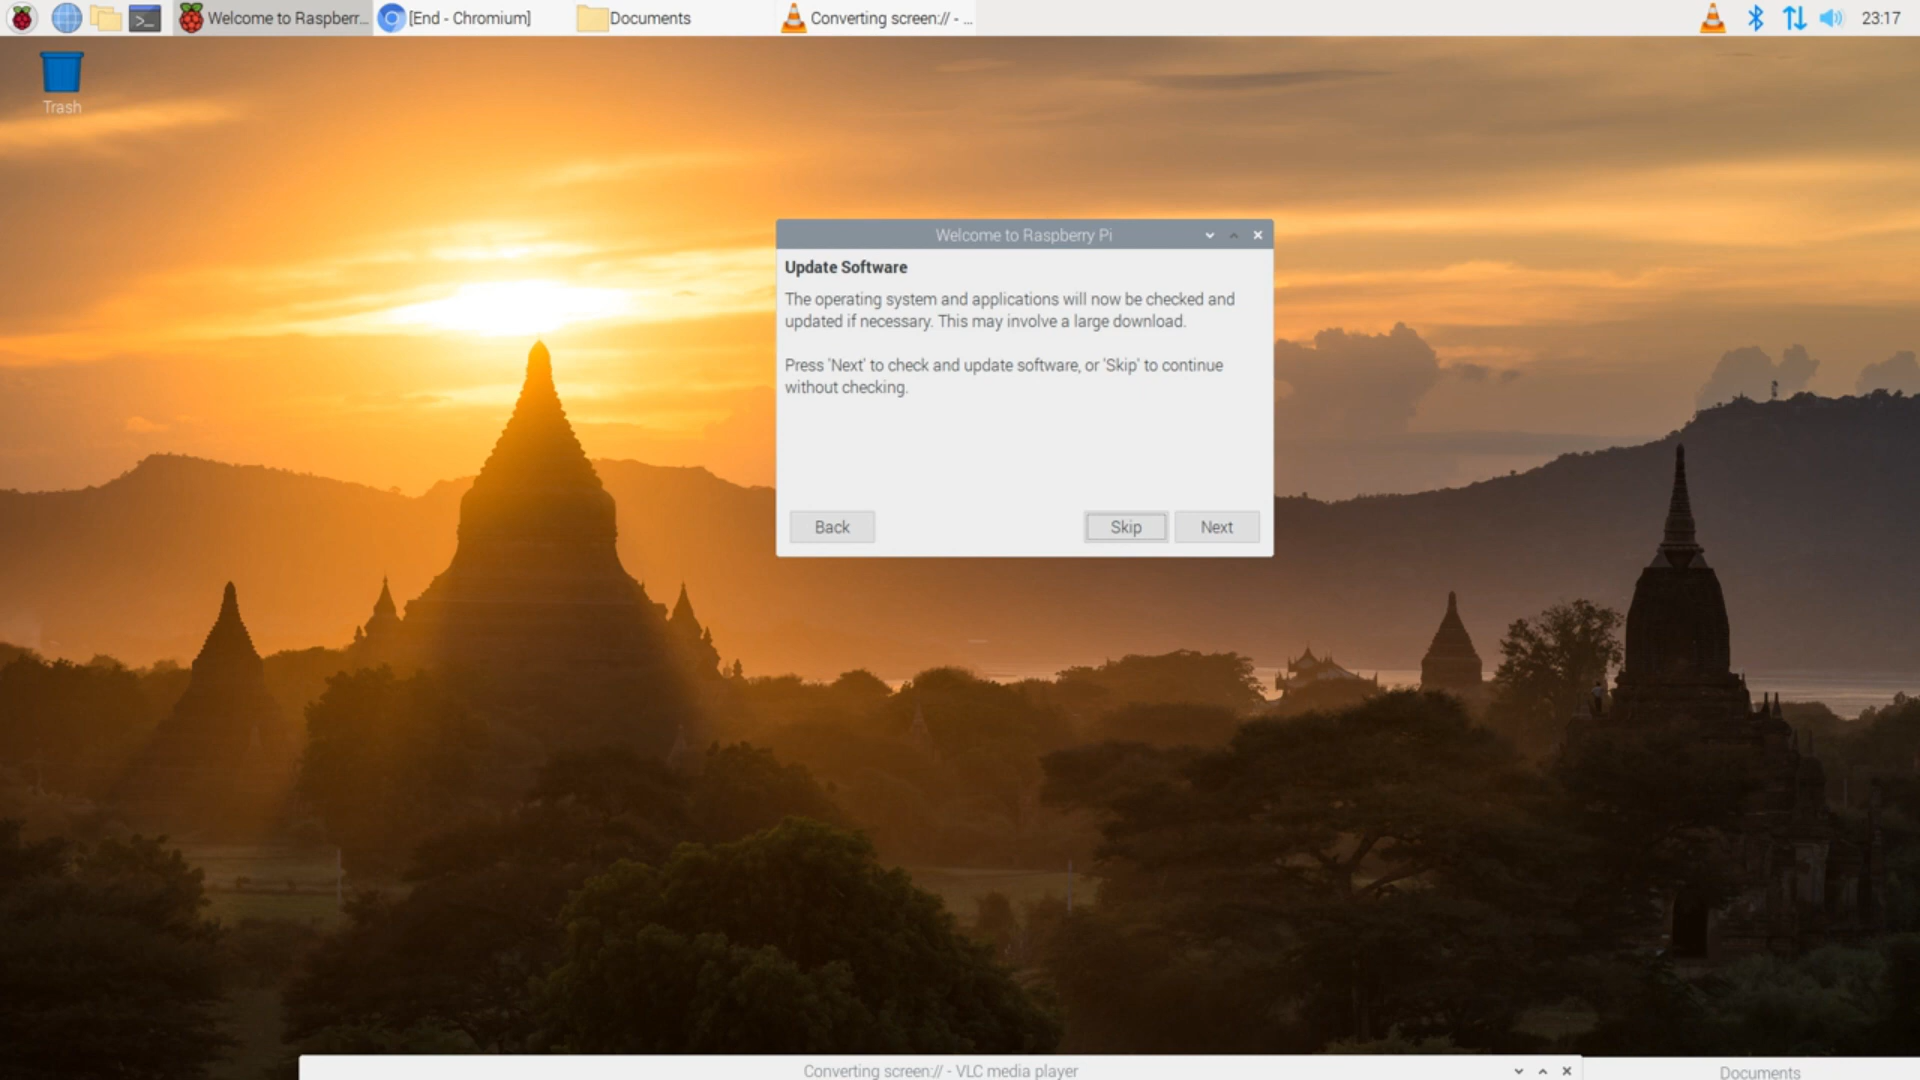 Welcome to Raspberr...
[End - Chromium]
Documents
Converting screen:// - ...
23:17
Trash
Welcome to Raspberry Pi
Update Software
The operating system and applications will now be checked and
updated if necessary. This may involve a large download.
Press 'Next' to check and update software, or 'Skip' to continue
without checking.
Back
Skip
Next
Converting screen:// - VLC media player
Documents